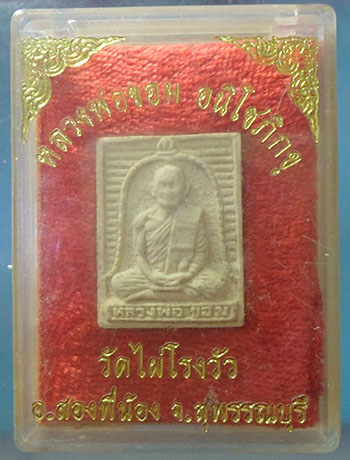 หลวงพ่อขอม อนิโชภิกขุ
หลวงพ่อ ขอม
วัดไผ่โรงวัว
อ.สองพี่น้อง จ.สุพรรณบุรี